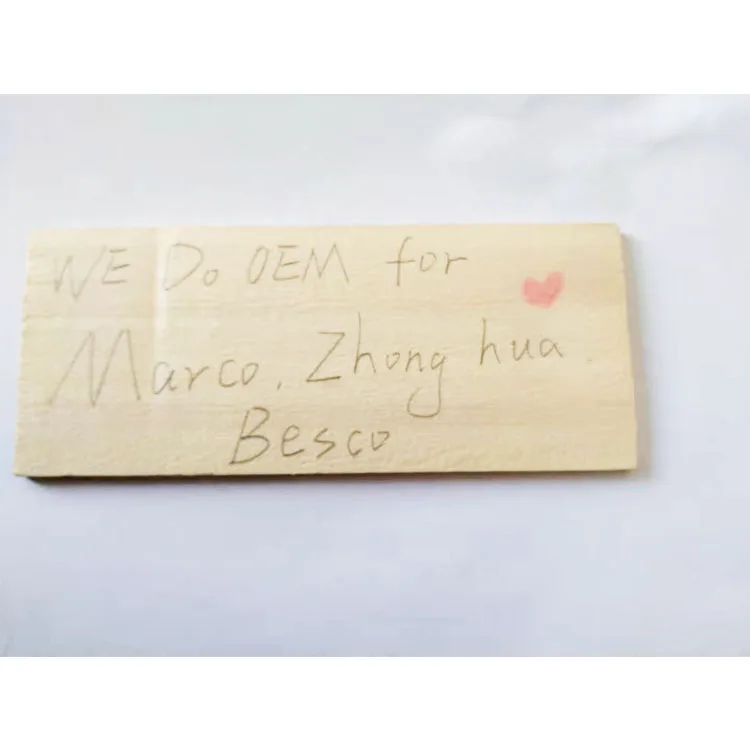 WE Do OEM for
Marco, Zhong hua.
Besco